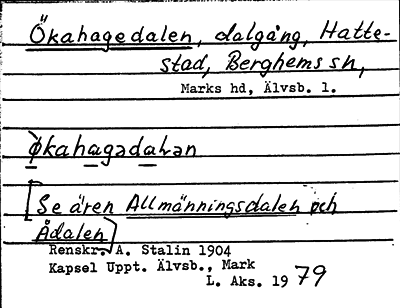 Ökahagedalen, dalgång, Hatte-
stad, Berghems sn,
Marks hd, Älvsb. l.
økahagədalən
[Se även Allmänningsdalen och
Ådalen]
Renskr. A. Stalin 1904
Kapsel Uppt. Älvsb., Mark
L. Aks. 1979